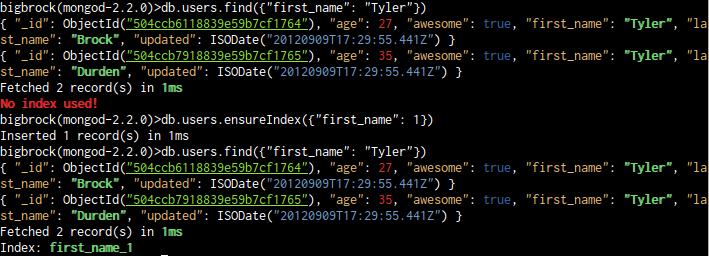 bigbrock(mongod-2.2.0)>db.users.find({"first_name": "Tyler"})
{ "_id": ObjectId("504ccb6118839e59b7cf1764"), "age": 27, "awesome": true, "first_name": "Tyler", "la
st_name": "Brock", "updated": ISODate("20120909T17:29:55.441Z") }
{ "_id": ObjectId("504ccb7918839e59b7cf1765"), "age": 35, "awesome": true, "first_name": "Tyler", "la
st_name": "Durden", "updated": ISODate("20120909T17:29:55.441Z") }
Fetched 2 record(s) in 1ms
No index used!
bigbrock(mongod-2.2.0)>db.users.ensureIndex({"first_name": 1})
Inserted 1 record(s) in 1ms
bigbrock(mongod-2.2.0)>db.users.find({"first_name": "Tyler"})
{ "_id": ObjectId("504ccb6118839e59b7cf1764"), "age": 27, "awesome": true, "first_name": "Tyler", "la
st_name": "Brock", "updated": ISODate("20120909T17:29:55.441Z") }
{ "_id": ObjectId("504ccb7918839e59b7cf1765"), "age": 35, "awesome": true, "first_name": "Tyler", "la
st_name": "Durden", "updated": ISODate("20120909T17:29:55.441Z") }
Fetched 2 record(s) in 1ms
Index: first_name_1